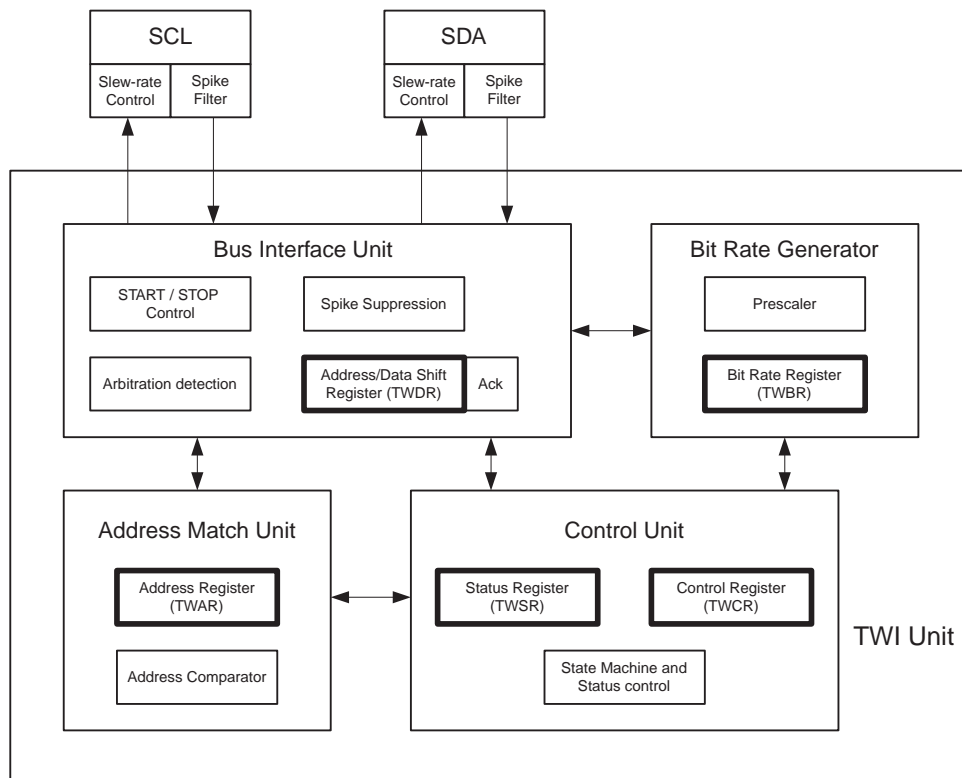 SCL
Slew-rate
Control
Spike
Filter
SDA
Slew-rate
Control
Spike
Filter
Bus Interface Unit
START / STOP
Control
Spike Suppression
Arbitration detection
Address/Data Shift
Register (TWDR)
Ack
Bit Rate Generator
Prescaler
Bit Rate Register
(TWBR)
Address Match Unit
Address Register
(TWAR)
Address Comparator
Control Unit
Status Register
(TWSR)
Control Register
(TWCR)
State Machine and
Status control
TWI Unit